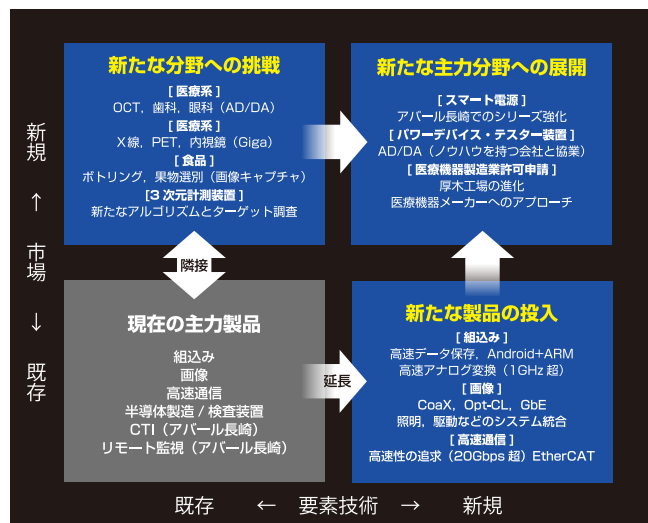 新たな分野への挑戦
[ 医療系 ]
OCT，歯科，眼科（AD/DA）
[ 医療系 ]
X線，PET，内視鏡（Giga）
[ 食品 ]
ボトリング，果物選別（画像キャプチャ）
[3 次元計測装置 ]
新たなアルゴリズムとターゲット調査
新たな主力分野への展開
[ スマート電源 ]
アバール長崎でのシリーズ強化
[ パワーデバイス・テスター装置 ]
AD/DA（ノウハウを持つ会社と協業）
[ 医療機器製造業許可申請 ]
厚木工場の進化
医療機器メーカーへのアプローチ
隣接
現在の主力製品
組込み
画像
高速通信
半導体製造 / 検査装置
CTI（アバール長崎）
リモート監視（アバール長崎）
延長
新たな製品の投入
[ 組込み ]
高速データ保存，Android+ARM
高速アナログ変換（1GHz 超）
[ 画像 ]
CoaX，Opt-CL，GbE
照明，駆動などのシステム統合
[ 高速通信 ]
高速性の追求（20Gbps 超）EtherCAT
新規 ↑ 市場 ↓ 既存
既存 ← 要素技術 → 新規